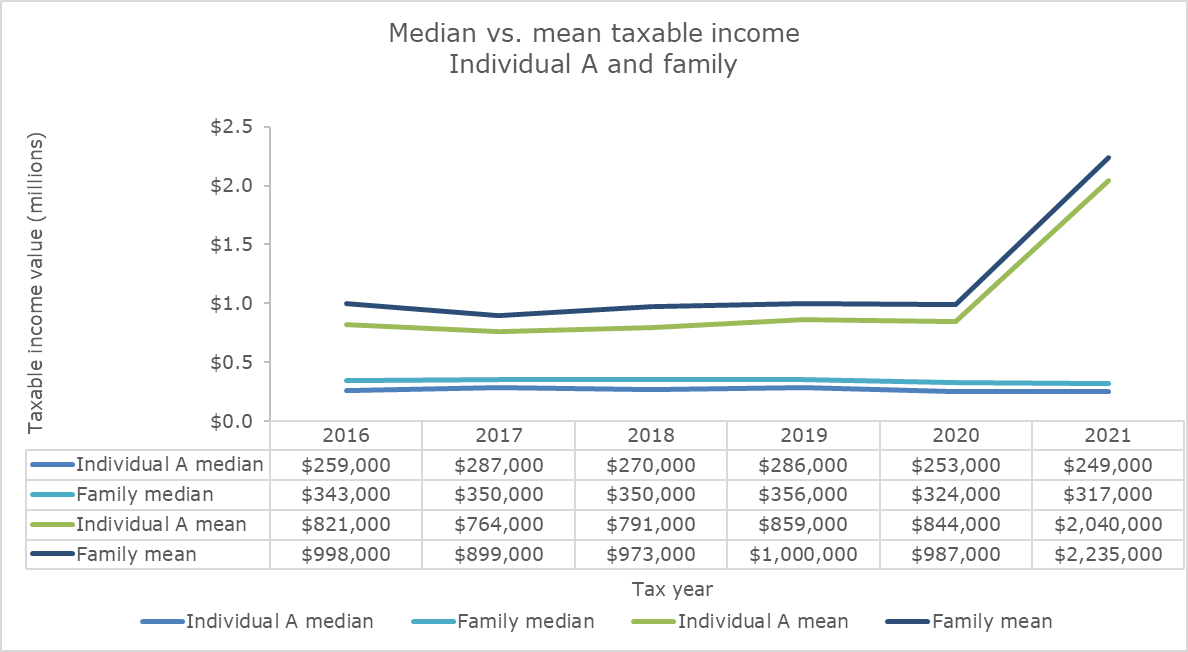 Median vs. mean taxable income
Individual A and family
Taxable income value (millions)
$2.5
$2.0
$1.5
$1.0
$0.5
$0.0
2016 2017 2018 2019 2020 2021
Individual A median $259,000 $287,000 $270,000 $286,000 $253,000 $249,000
Family median $343,000 $350,000 $350,000 $356,000 $324,000 $317,000
Individual A mean $821,000 $764,000 $791,000 $859,000 $844,000 $2,040,000
Family mean $998,000 $899,000 $973,000 $1,000,000 $987,000 $2,235,000
Tax year
Individual A median Family median Individual A mean Family mean